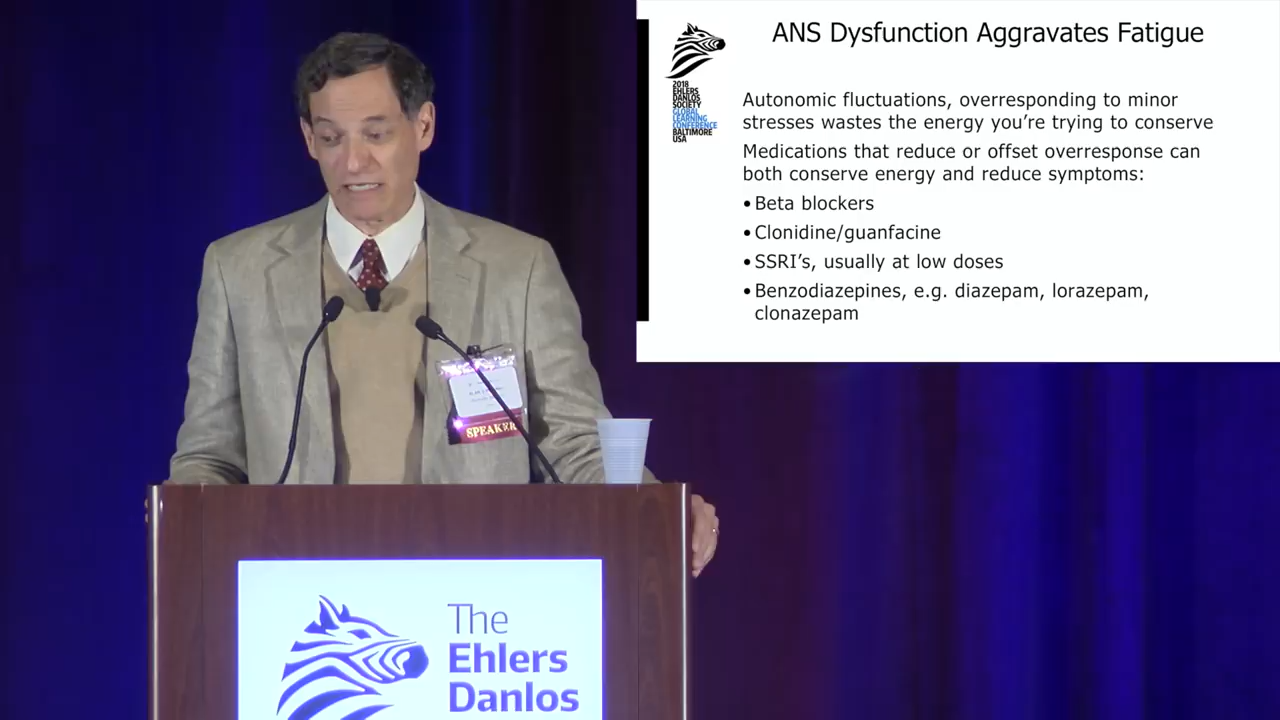 ANS Dysfunction Aggravates Fatigue
2018
EHLERS
DANLOS
SOCIETY
GLOBAL
LEARNING
CONFERENCE
BALTIMORE
USA
Autonomic fluctuations, overresponding to minor
stresses wastes the energy you’re trying to conserve
Medications that reduce or offset overresponse can
both conserve energy and reduce symptoms:
•Beta blockers
•Clonidine/guanfacine
•SSRI’s, usually at low doses
•Benzodiazepines, e.g. diazepam, lorazepam,
clonazepam
SPEAKER
The
Ehlers
Danlos